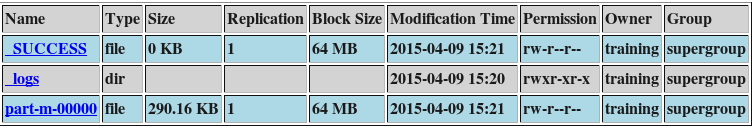 Name Type Size Replication Block Size Modification Time Permission Owner Group
_SUCCESS file 0 KB 1 64 MB 2015-04-09 15:21 rw-r--r-- training supergroup
_logs dir 2015-04-09 15:20 rwxr-xr-x training supergroup
part-m-00000 file 290.16 KB 1 64 MB 2015-04-09 15:21 rw-r--r-- training supergroup